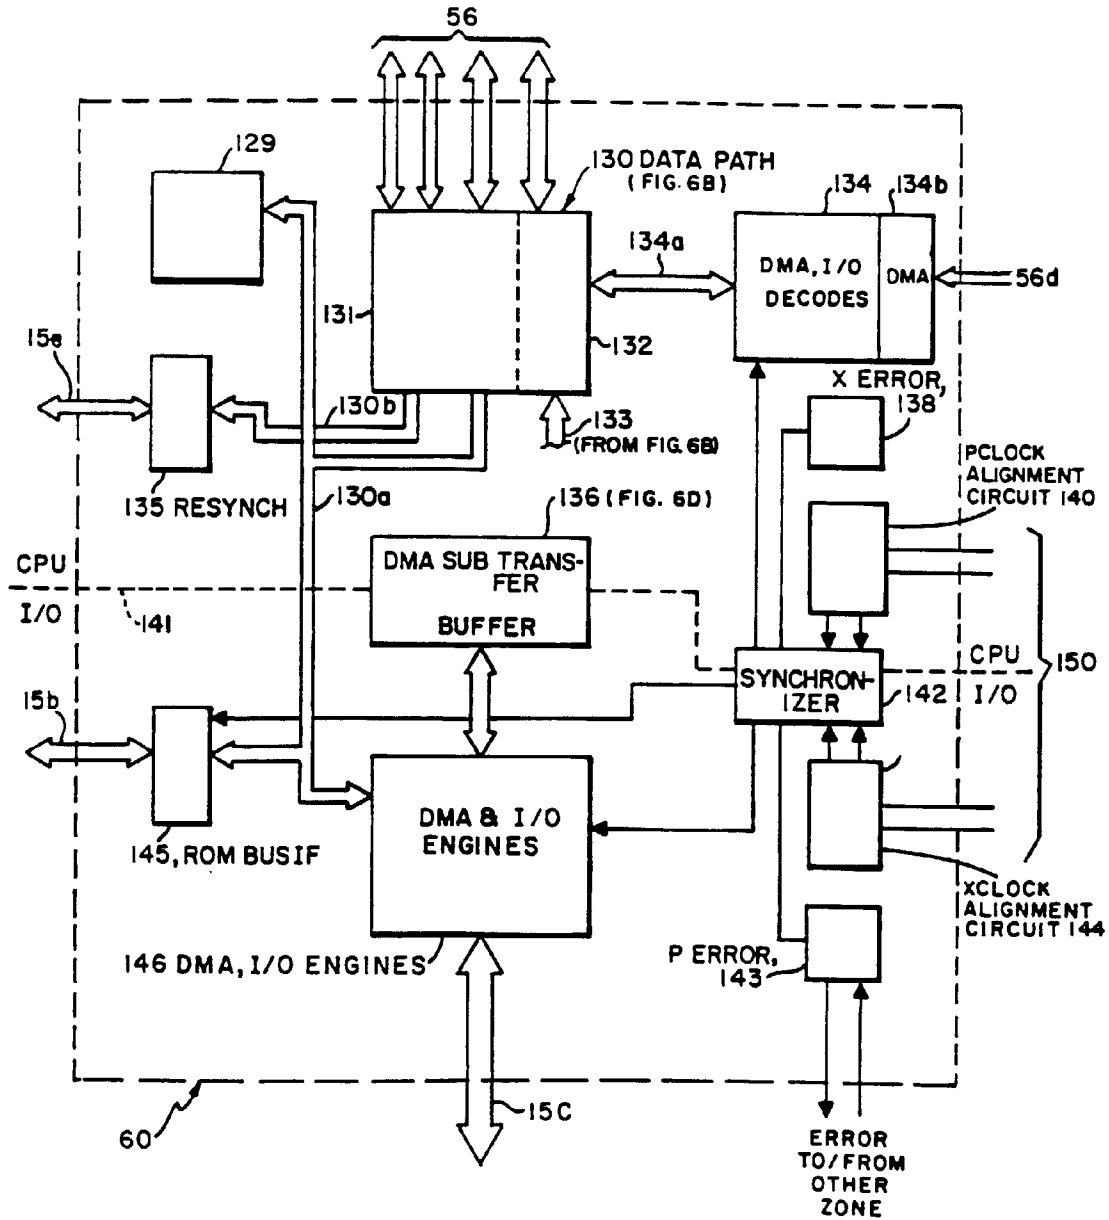 56
129
130 DATA PATH
(FIG. 6B)
134
134b
134a
DMA, I/O
DECODES
DMA
56d
131
132
15e
X ERROR,
138
130b
133
(FROM FIG. 6B)
PCLOCK
ALIGNMENT
CIRCUIT 140
135 RESYNCH
130a
136 (FIG. 6D)
CPU
I/O
141
DMA SUB TRANS-
FER
BUFFER
SYNCHRON-
IZER
142
CPU
I/O
150
15b
DMA & I/O
ENGINES
145, ROM BUSIF
XCLOCK
ALIGNMENT
CIRCUIT 144
146 DMA, I/O ENGINES
P ERROR,
143
15C
60
ERROR
TO/FROM
OTHER
ZONE